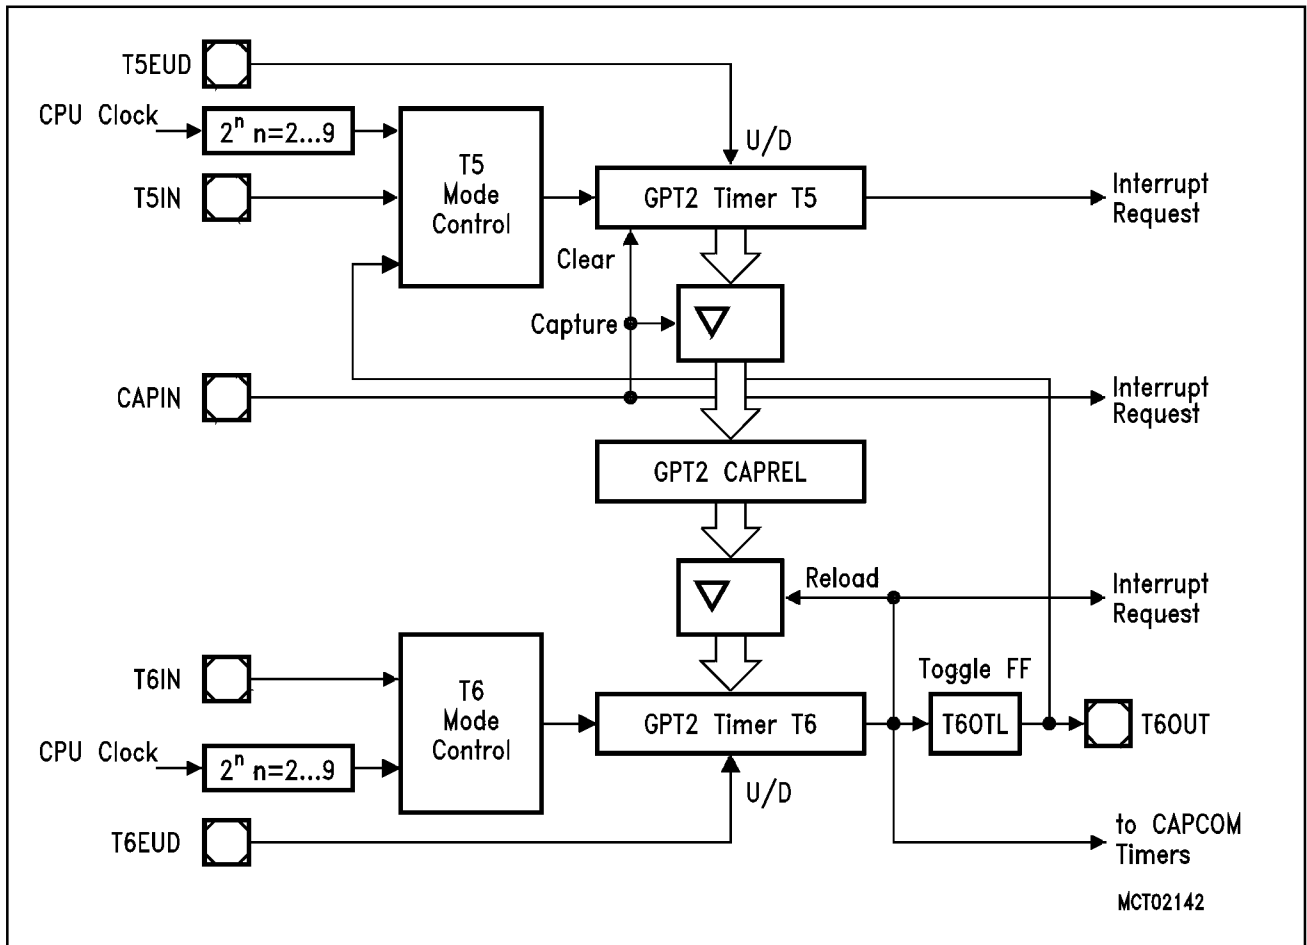 T5EUD
CPU Clock
2ⁿ n=2...9
U/D
T5
Mode
Control
T5IN
GPT2 Timer T5
Interrupt
Request
Clear
Capture
CAPIN
Interrupt
Request
GPT2 CAPREL
Reload
Interrupt
Request
T6IN
T6
Mode
Control
Toggle FF
GPT2 Timer T6
T6OTL
T6OUT
CPU Clock
2ⁿ n=2...9
U/D
T6EUD
to CAPCOM
Timers
MCT02142